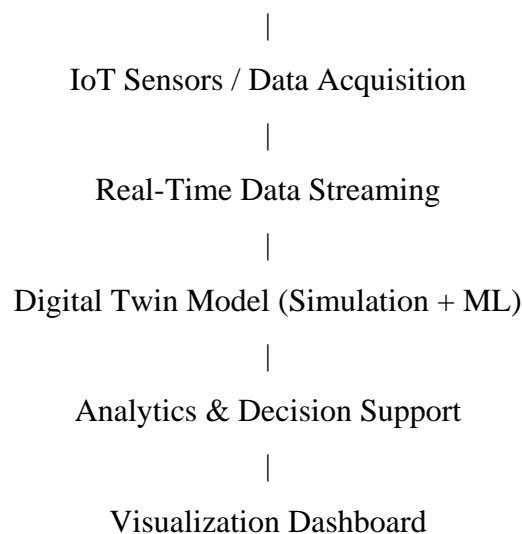 |
IoT Sensors / Data Acquisition
|
Real-Time Data Streaming
|
Digital Twin Model (Simulation + ML)
|
Analytics & Decision Support
|
Visualization Dashboard